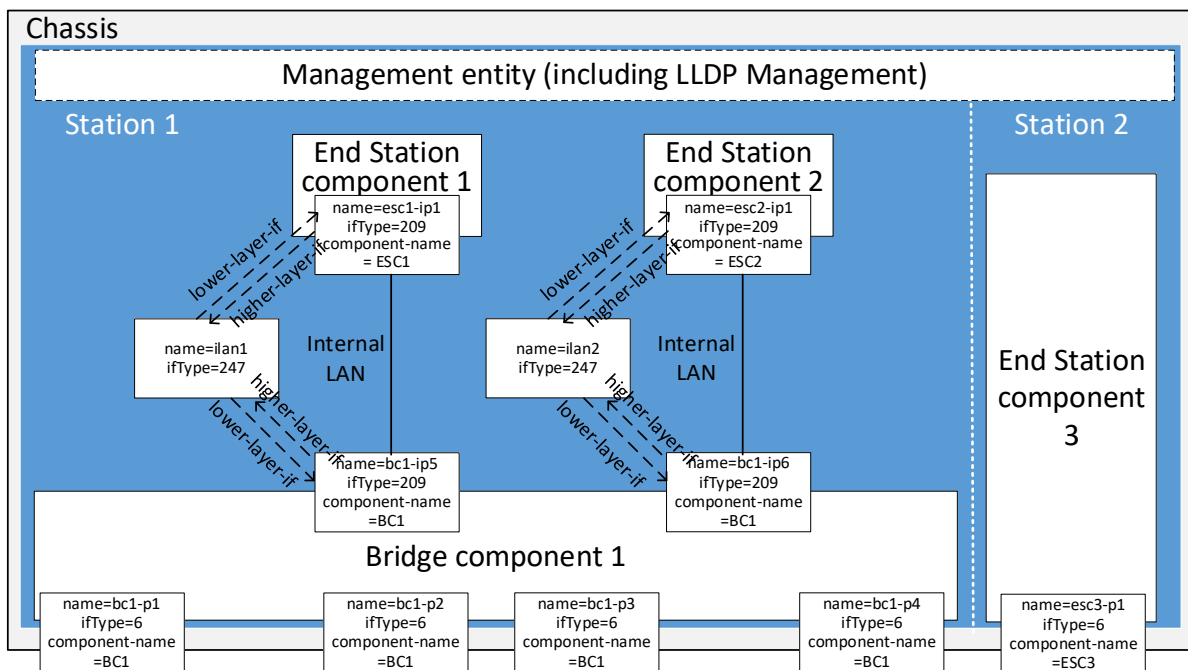 Chassis
Management entity (including LLDP Management)
Station 1
Station 2
End Station
component 1
name=esc1-ip1
ifType=209
component-name
= ESC1
End Station
component 2
name=esc2-ip1
ifType=209
component-name
= ESC2
lower-layer-if
higher-layer-if
lower-layer-if
higher-layer-if
name=ilan1
ifType=247
Internal
LAN
name=ilan2
ifType=247
Internal
LAN
End Station
component
3
higher-layer-if
lower-layer-if
higher-layer-if
lower-layer-if
name=bc1-ip5
ifType=209
component-name
=BC1
name=bc1-ip6
ifType=209
component-name
=BC1
Bridge component 1
name=bc1-p1
ifType=6
component-name
=BC1
name=bc1-p2
ifType=6
component-name
=BC1
name=bc1-p3
ifType=6
component-name
=BC1
name=bc1-p4
ifType=6
component-name
=BC1
name=esc3-p1
ifType=6
component-name
=ESC3